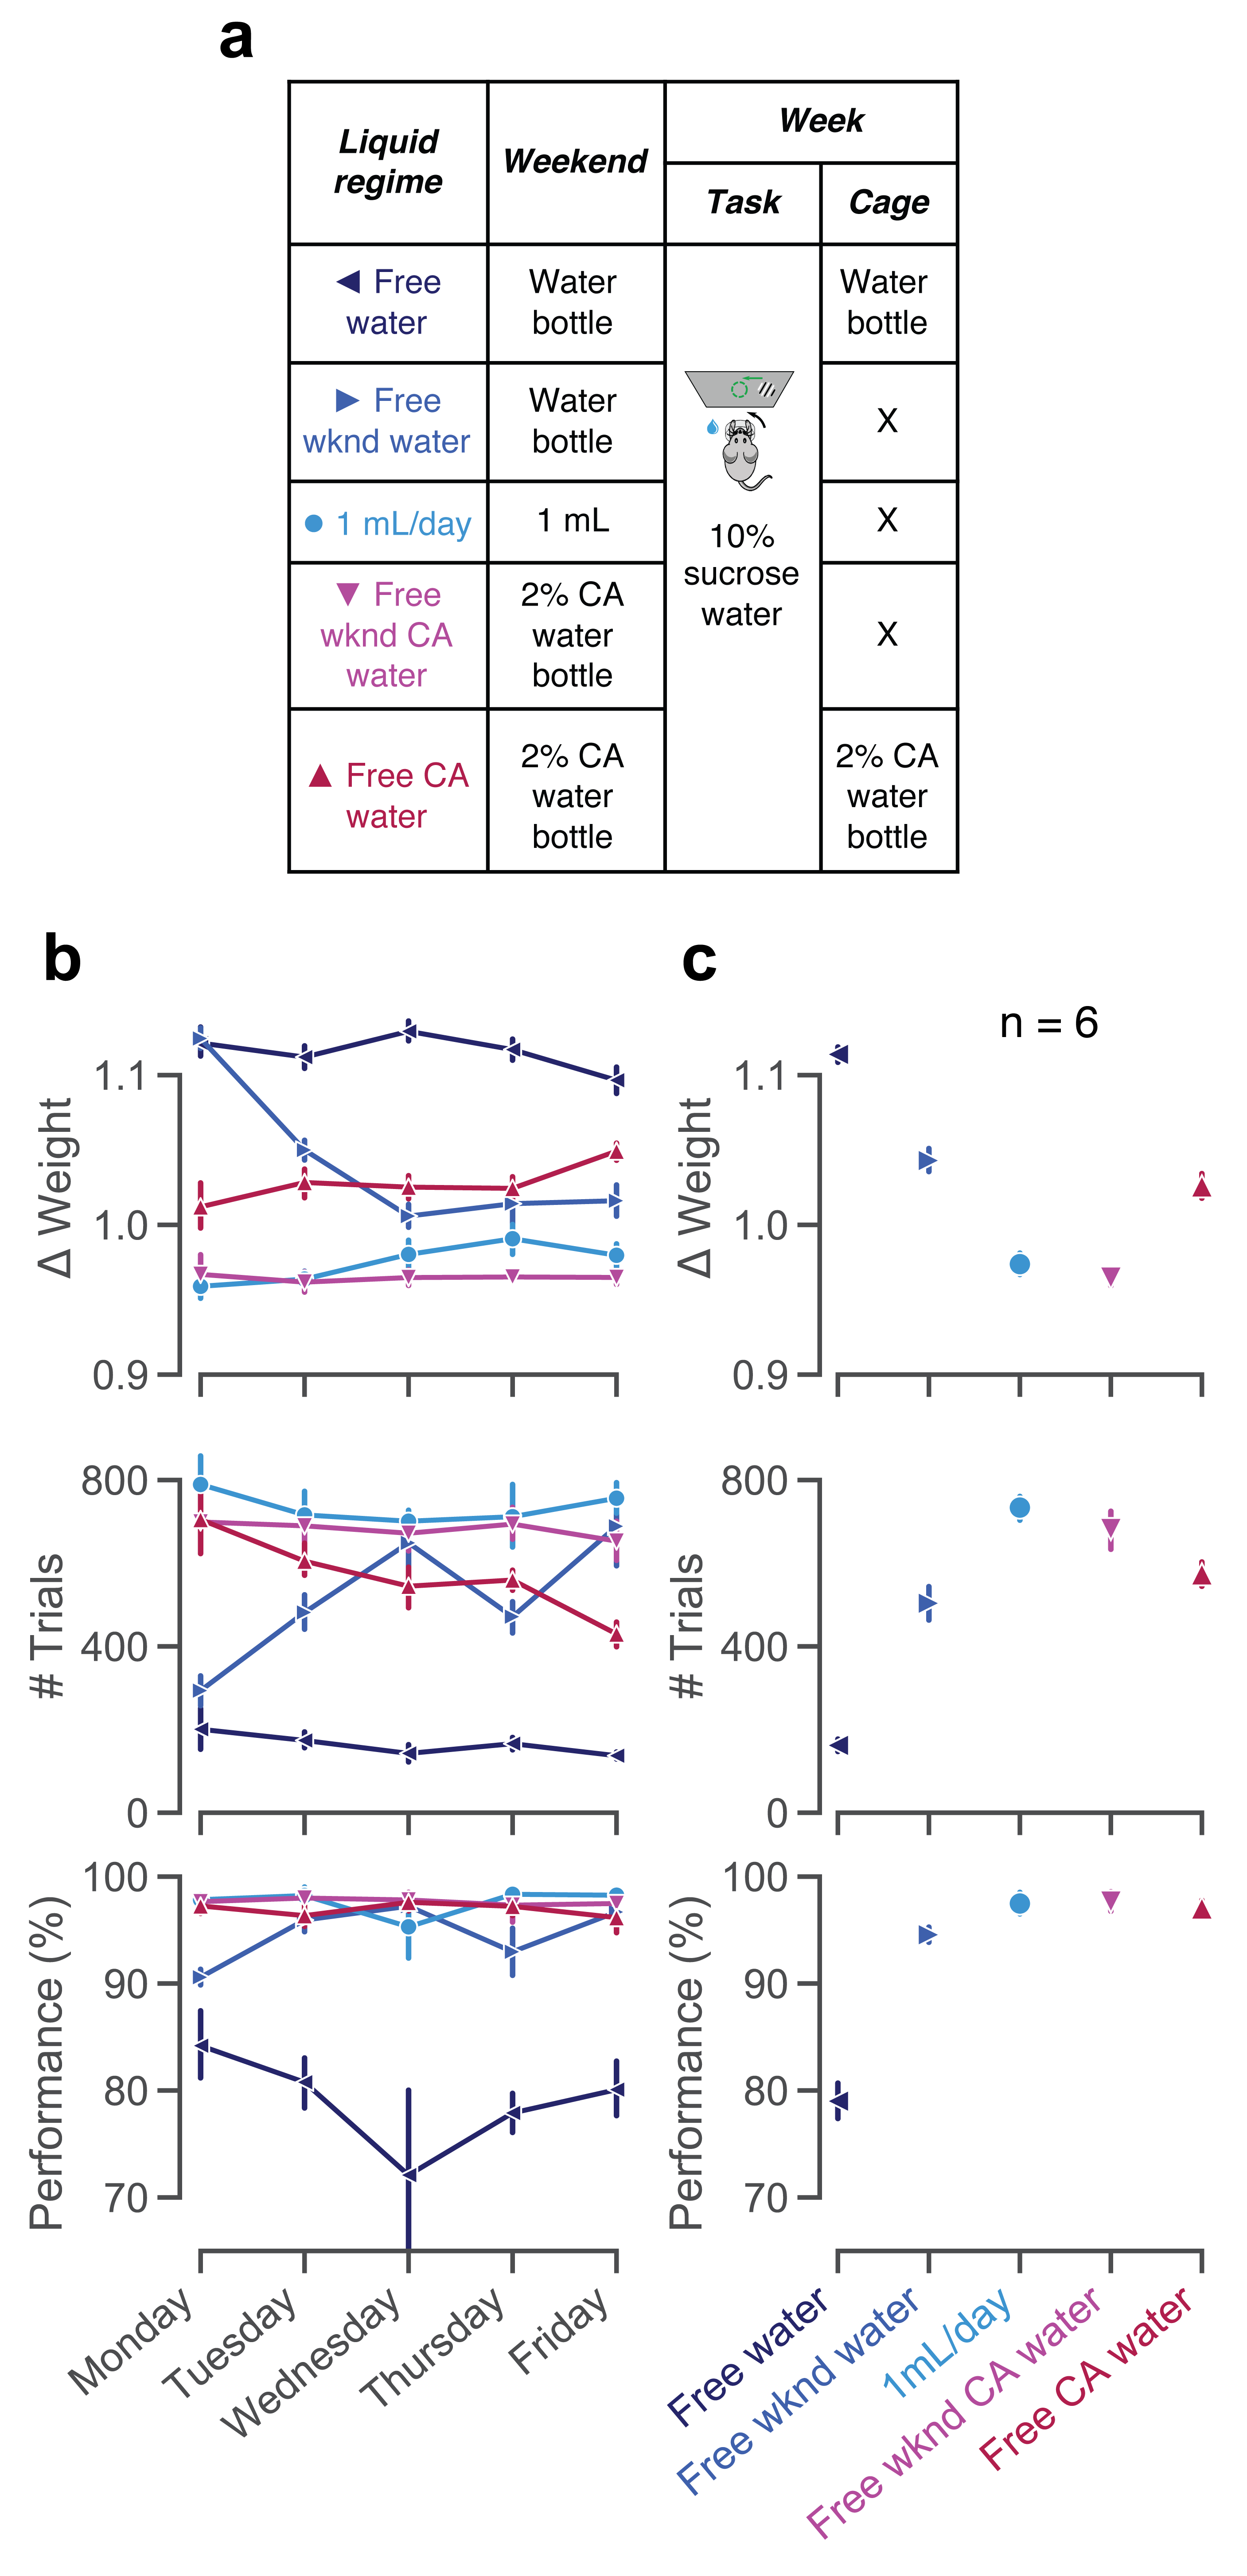 a
Liquid
regime
Weekend
Week
Task
Cage
Free
water
Water
bottle
Water
bottle
Free
wknd water
Water
bottle
X
1 mL/day
1 mL
X
10%
sucrose
water
Free
wknd CA
water
2% CA
water
bottle
X
Free CA
water
2% CA
water
bottle
2% CA
water
bottle
b
Δ Weight
1.1
1.0
0.9
# Trials
800
400
0
Performance (%)
100
90
80
70
Monday
Tuesday
Wednesday
Thursday
Friday
c
n = 6
Δ Weight
1.1
1.0
0.9
# Trials
800
400
0
Performance (%)
100
90
80
70
Free water
Free wknd water
1mL/day
Free wknd CA water
Free CA water